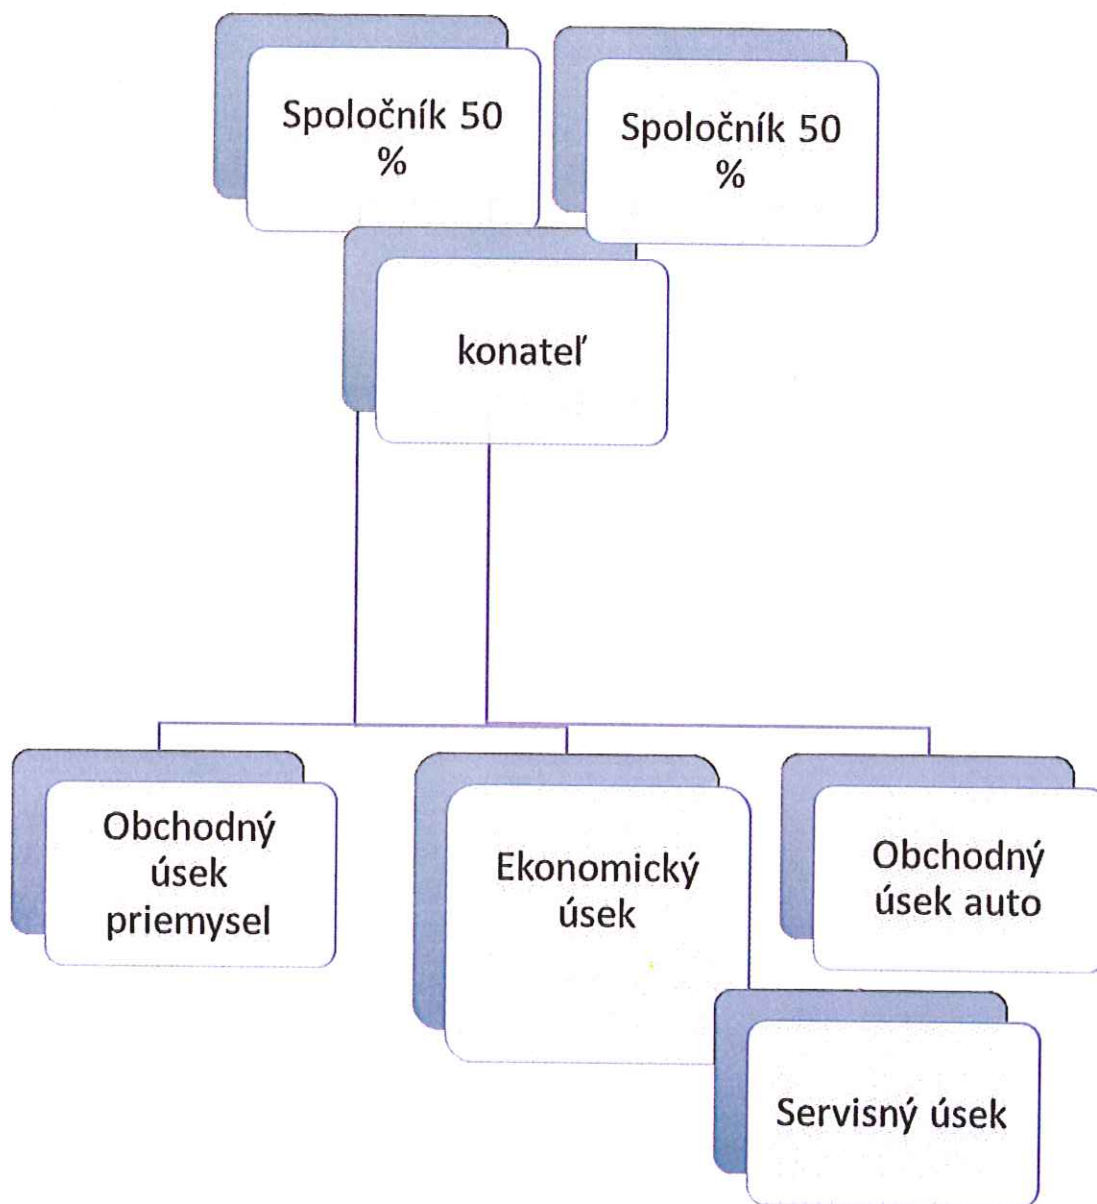 Spoločník 50
%
Spoločník 50
%
konateľ
Obchodný
úsek
priemysel
Ekonomický
úsek
Obchodný
úsek auto
Servisný úsek